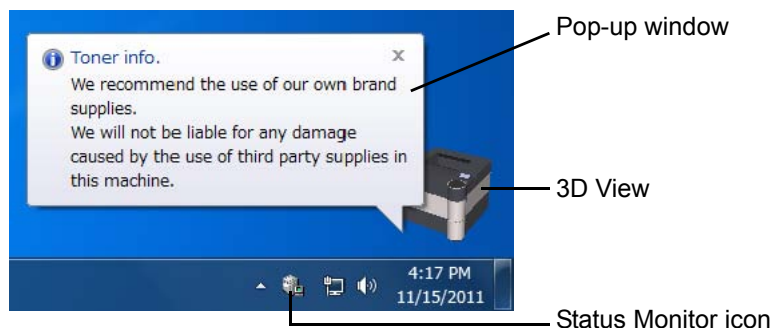 Pop-up window
Toner info.
We recommend the use of our own brand
supplies.
We will not be liable for any damage
caused by the use of third party supplies in
this machine.
3D View
4:17 PM
11/15/2011
Status Monitor icon